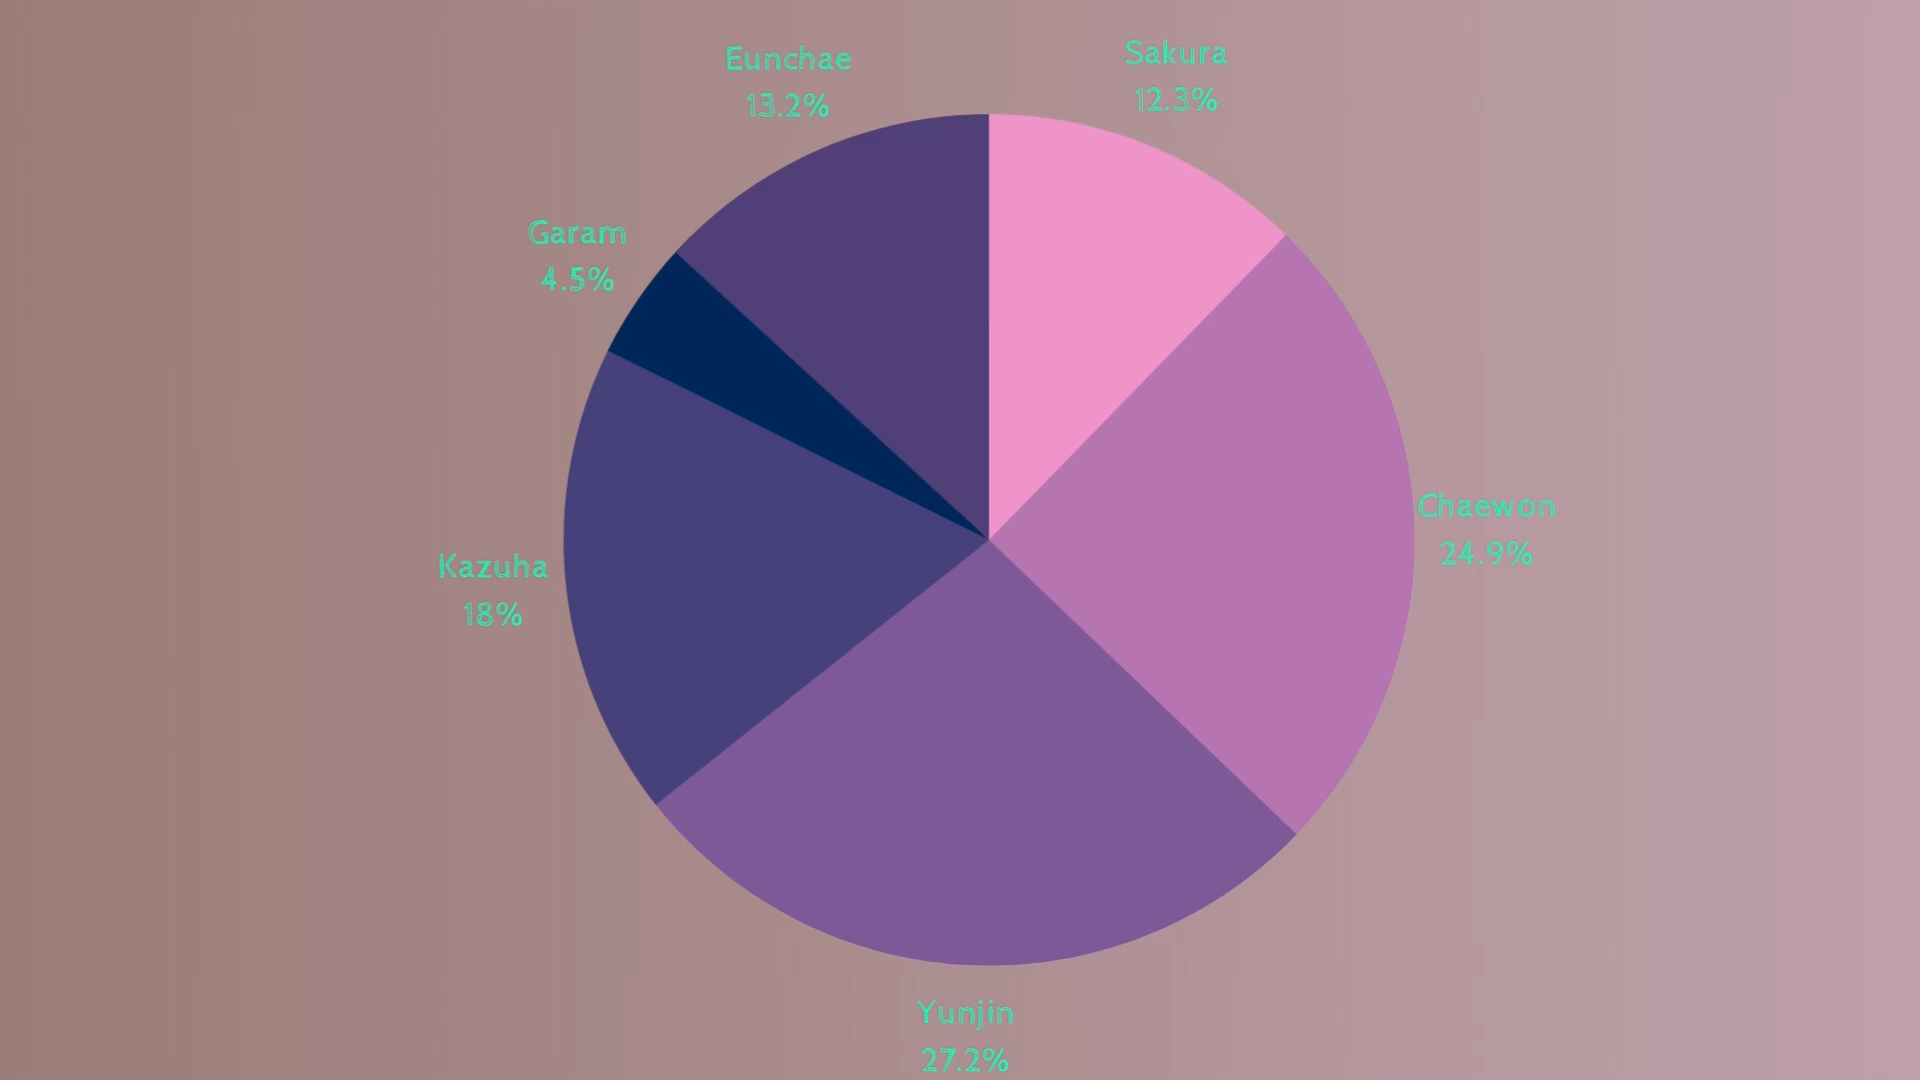 Eunchae
13.2%
Sakura
12.3%
Garam
4.5%
Chaewon
24.9%
Kazuha
18%
Yunjin
27.2%